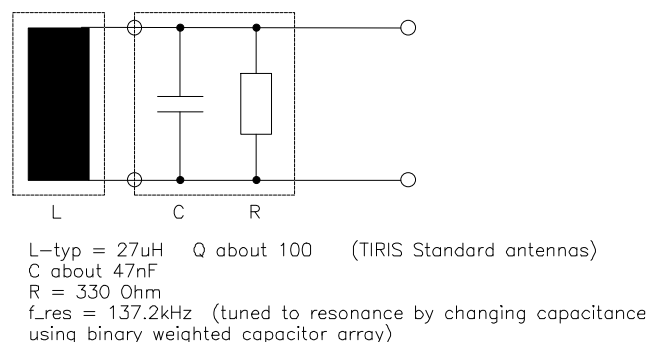 L C R
L-typ = 27uH Q about 100 (TIRIS Standard antennas)
C about 47nF
R = 330 Ohm
f_res = 137.2kHz (tuned to resonance by changing capacitance
using binary weighted capacitor array)